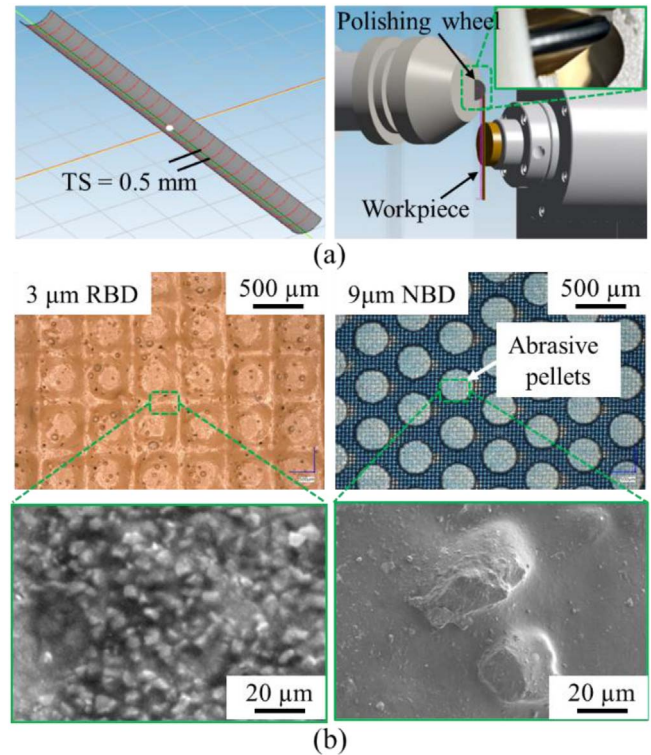 Polishing wheel
TS = 0.5 mm
Workpiece
(a)
3 μm RBD
500 μm
9μm NBD
500 μm
Abrasive
pellets
20 μm
20 μm
(b)